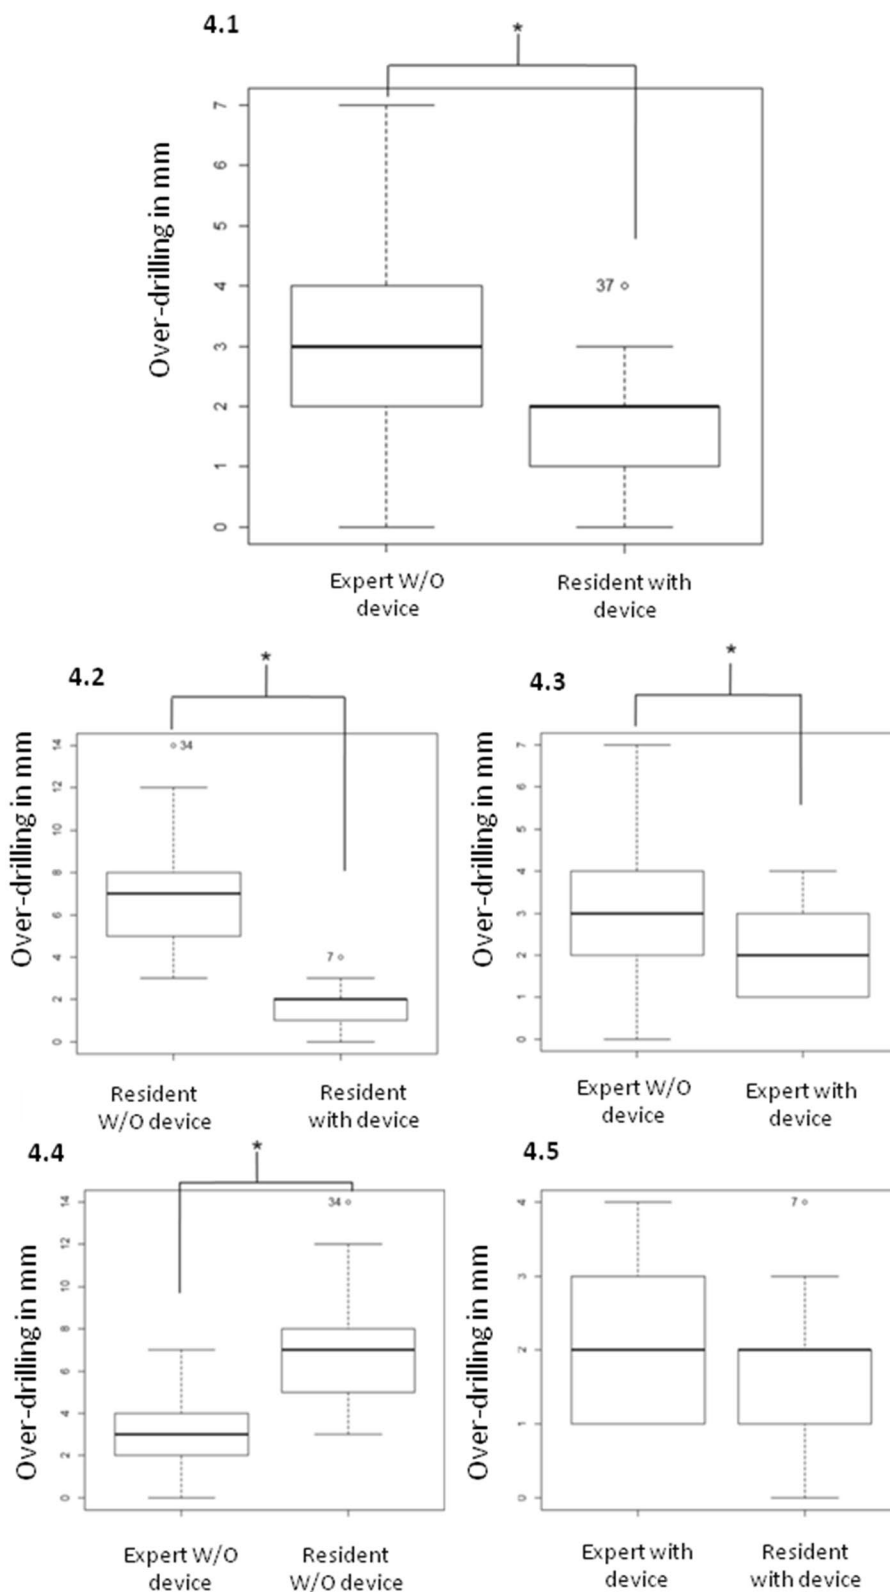 4.1
*
Over-drilling in mm
7
6
5
4
3
2
1
0
37
Expert W/O
device
Resident with
device
4.2
*
Over-drilling in mm
14
12
10
8
6
4
2
0
34
7
Resident
W/O device
Resident
with device
4.3
*
Over-drilling in mm
7
6
5
4
3
2
1
0
Expert W/O
device
Expert with
device
4.4
*
Over-drilling in mm
14
12
10
8
6
4
2
0
34
Expert W/O
device
Resident
W/O device
4.5
Over-drilling in mm
4
3
2
1
0
7
Expert with
device
Resident
with device